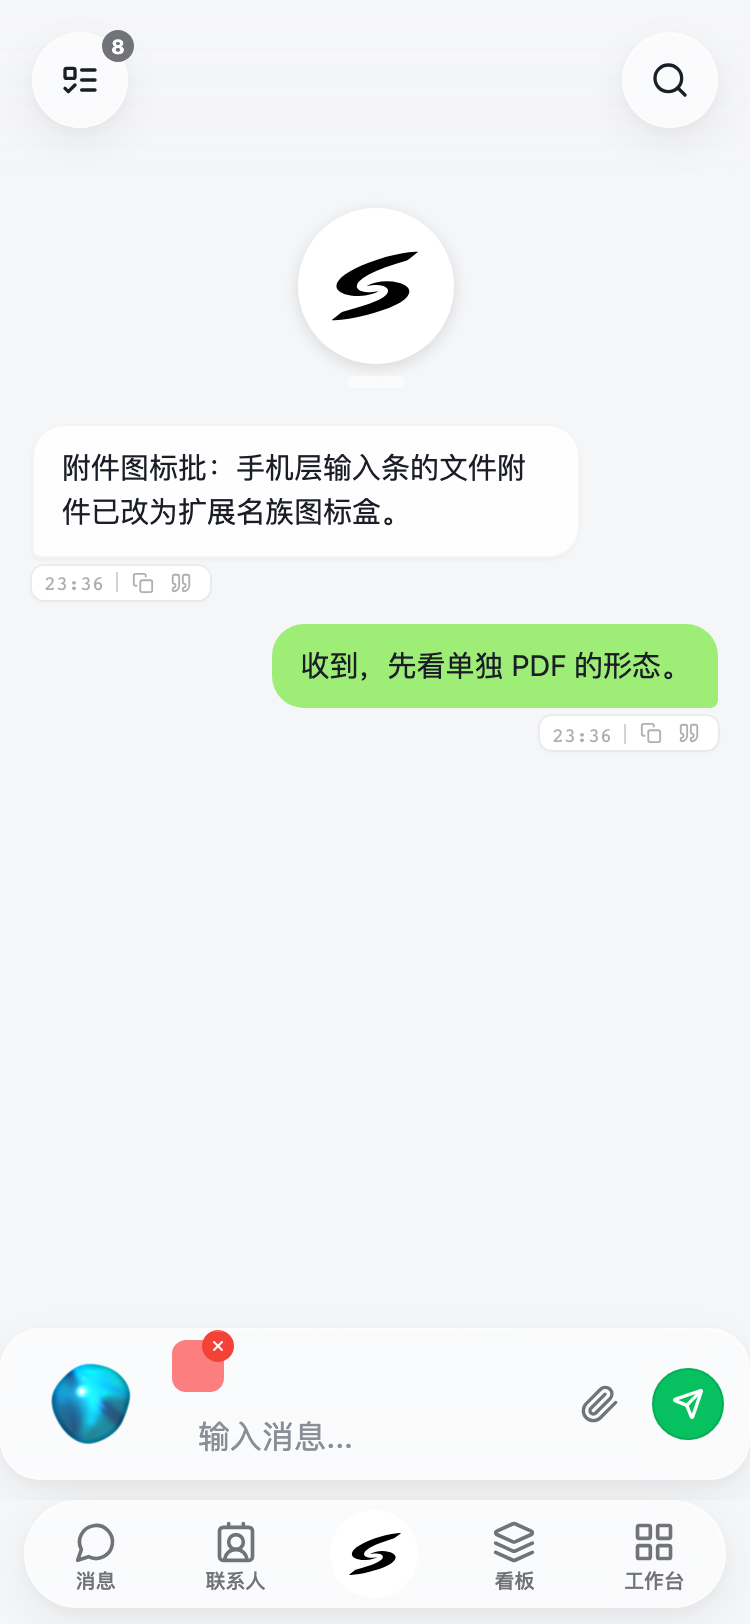 8
附件图标批：手机层输入条的文件附
件已改为扩展名族图标盒。
23:36
收到，先看单独 PDF 的形态。
23:36
输入消息...
消息
联系人
看板
工作台